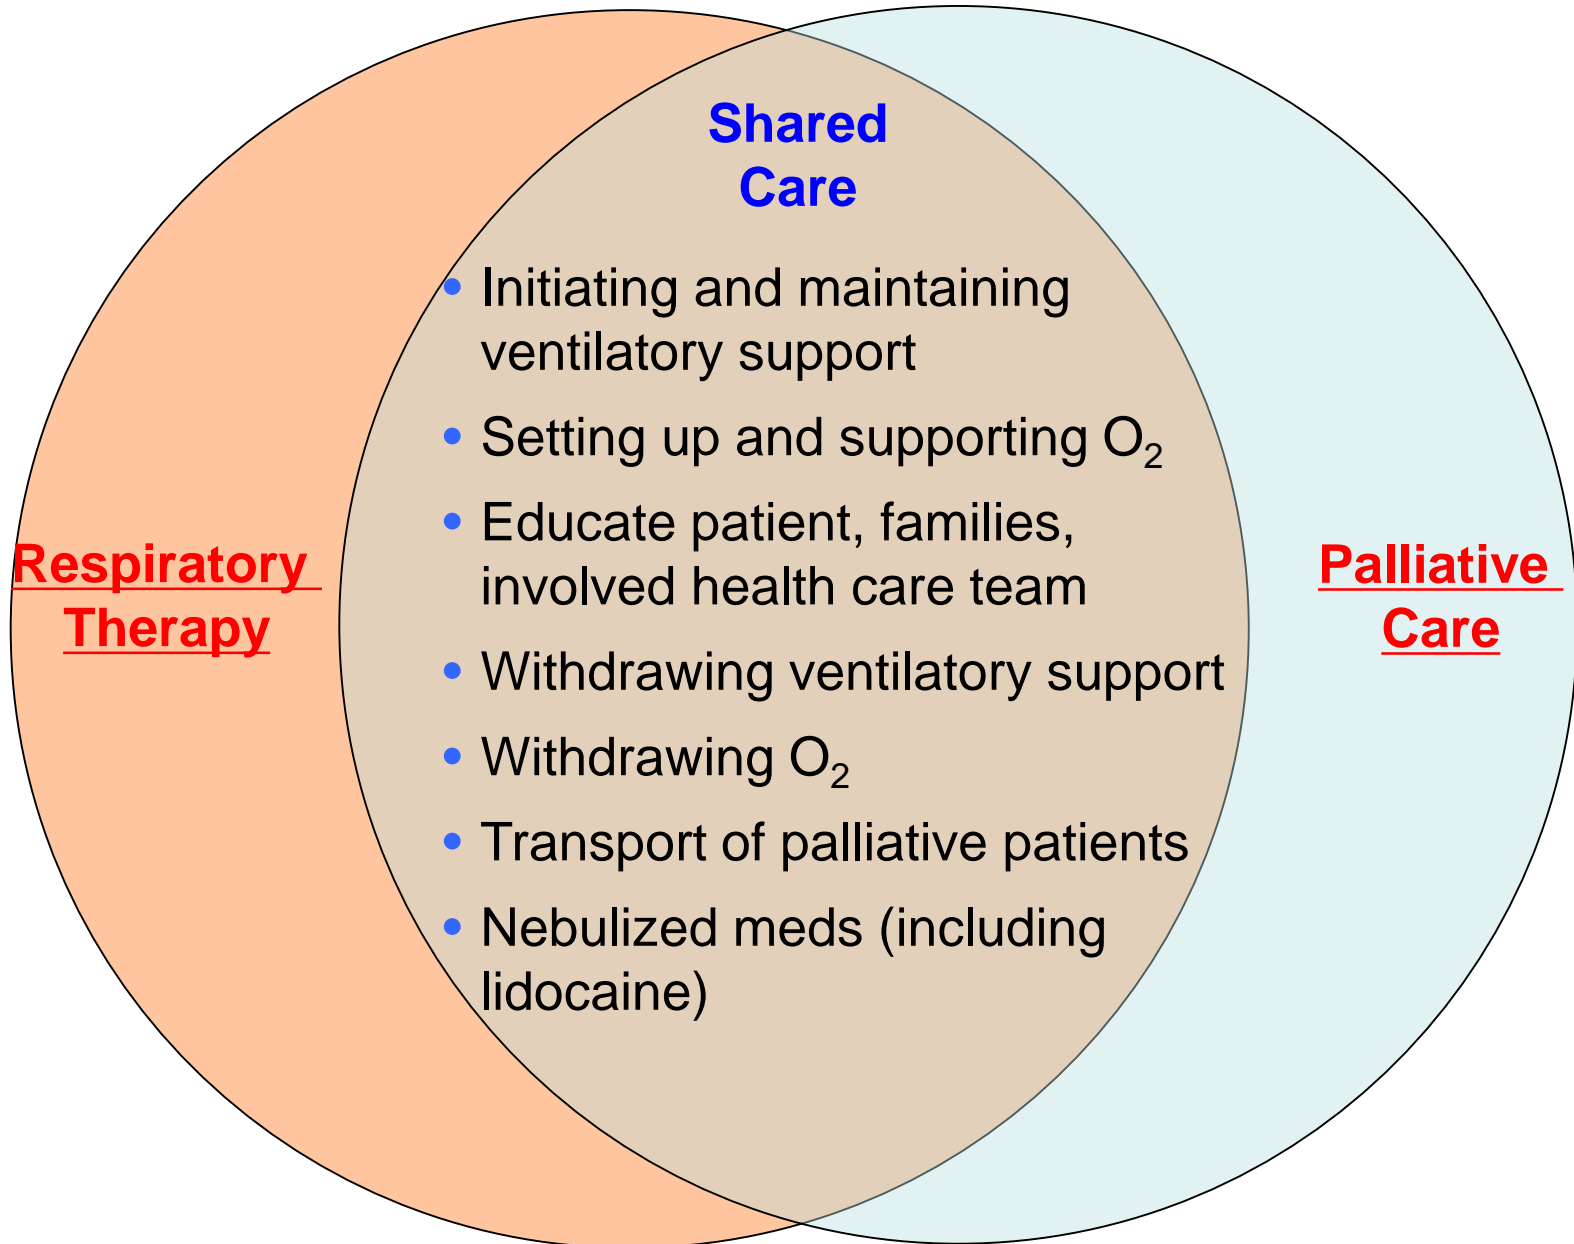 Shared
Care
• Initiating and maintaining
ventilatory support
• Setting up and supporting O₂
• Educate patient, families,
involved health care team
Respiratory
Therapy
Palliative
Care
• Withdrawing ventilatory support
• Withdrawing O₂
• Transport of palliative patients
• Nebulized meds (including
lidocaine)